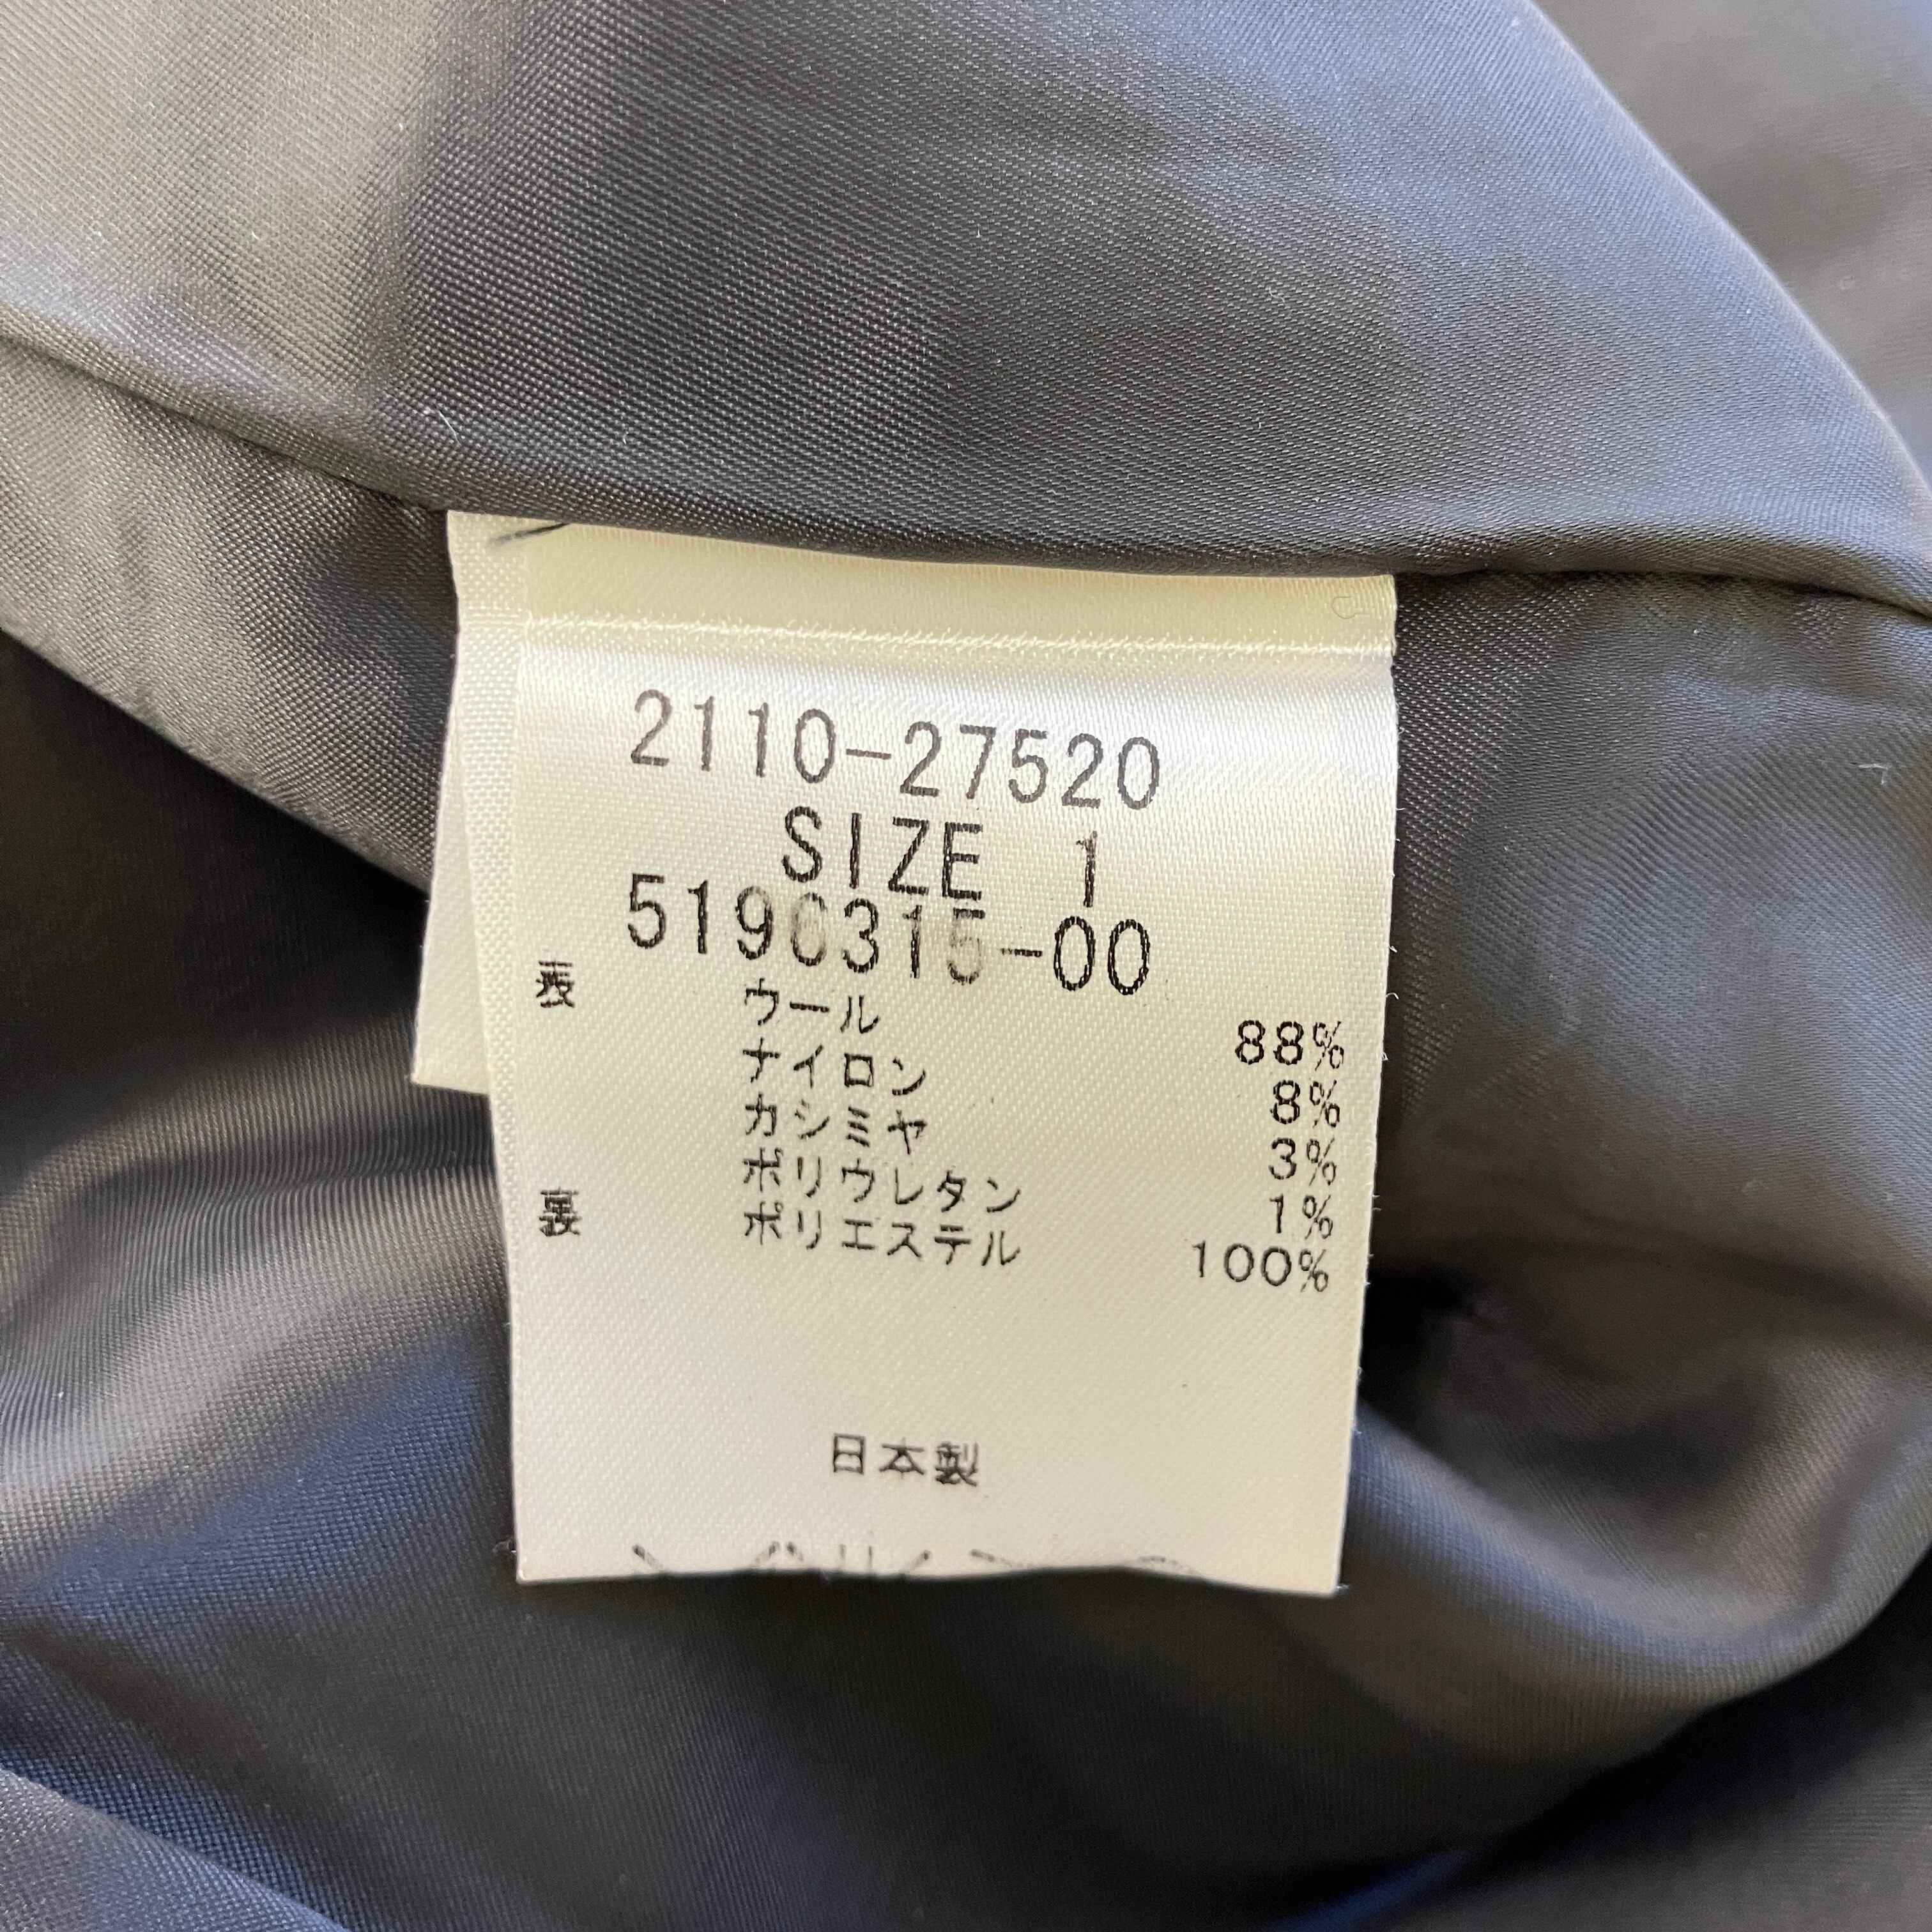 2110-27520
SIZE 1
5196315-00
表 ウール 88%
ナイロン 8%
カシミヤ 3%
ポリウレタン 1%
裏 ポリエステル 100%
日本製